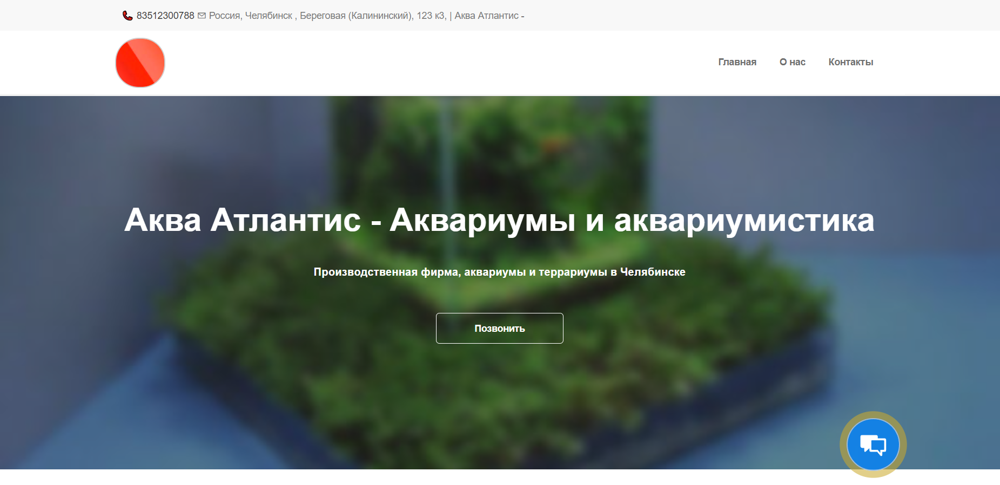 83512300788 Россия, Челябинск , Береговая (Калининский), 123 к3, | Аква Атлантис -
Главная О нас Контакты
Аква Атлантис - Аквариумы и аквариумистика
Производственная фирма, аквариумы и террариумы в Челябинске
Позвонить